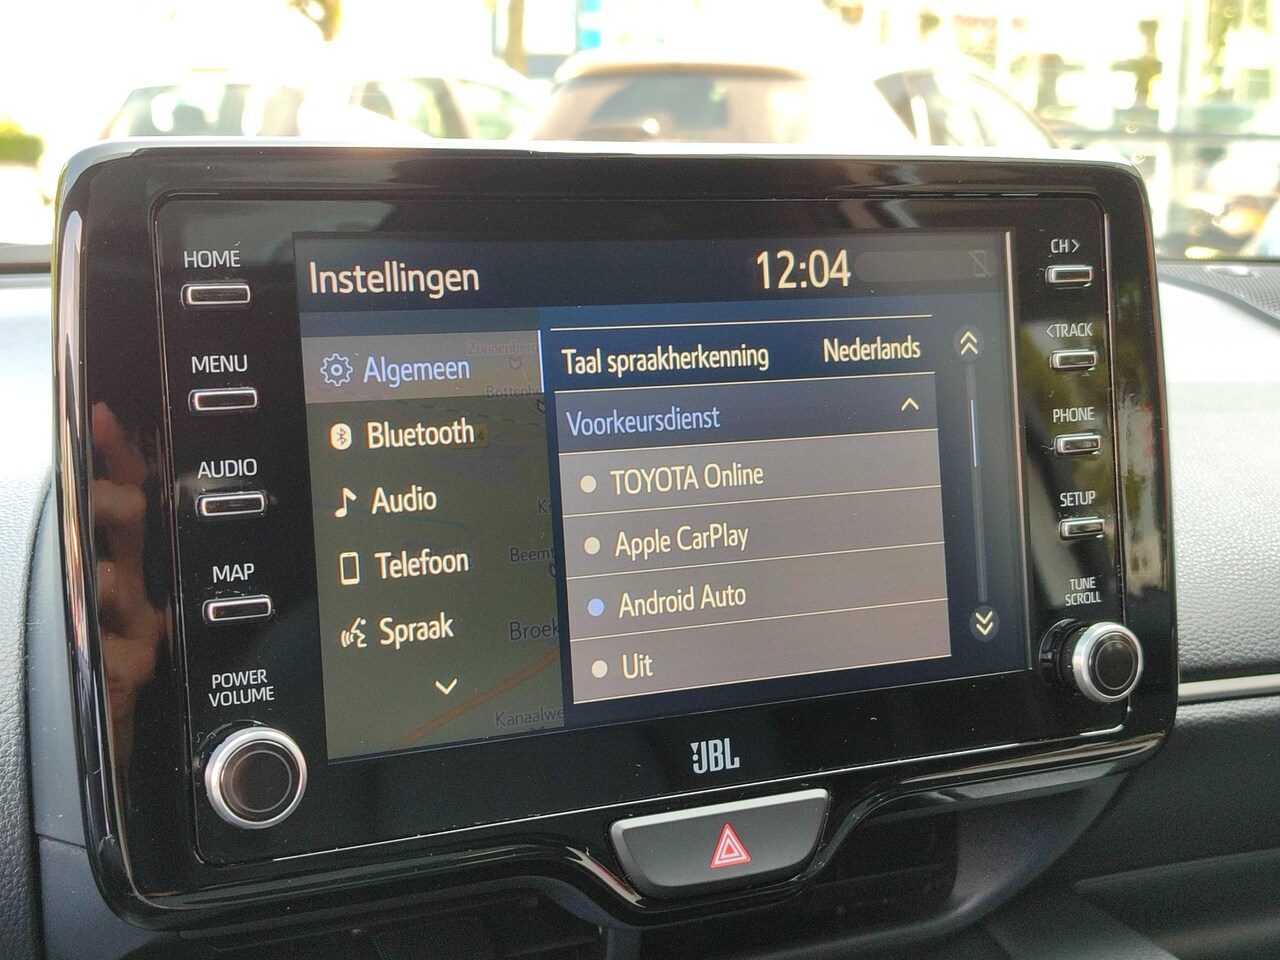 HOME
MENU
AUDIO
MAP
POWER
VOLUME
Instellingen
12:04
Algemeen
Bluetooth
Audio
Telefoon
Spraak
Taal spraakherkenning Nederlands
Voorkeursdienst
TOYOTA Online
Apple CarPlay
Android Auto
Uit
Broek
CH >
< TRACK
PHONE
SETUP
TUNE
SCROLL
JBL